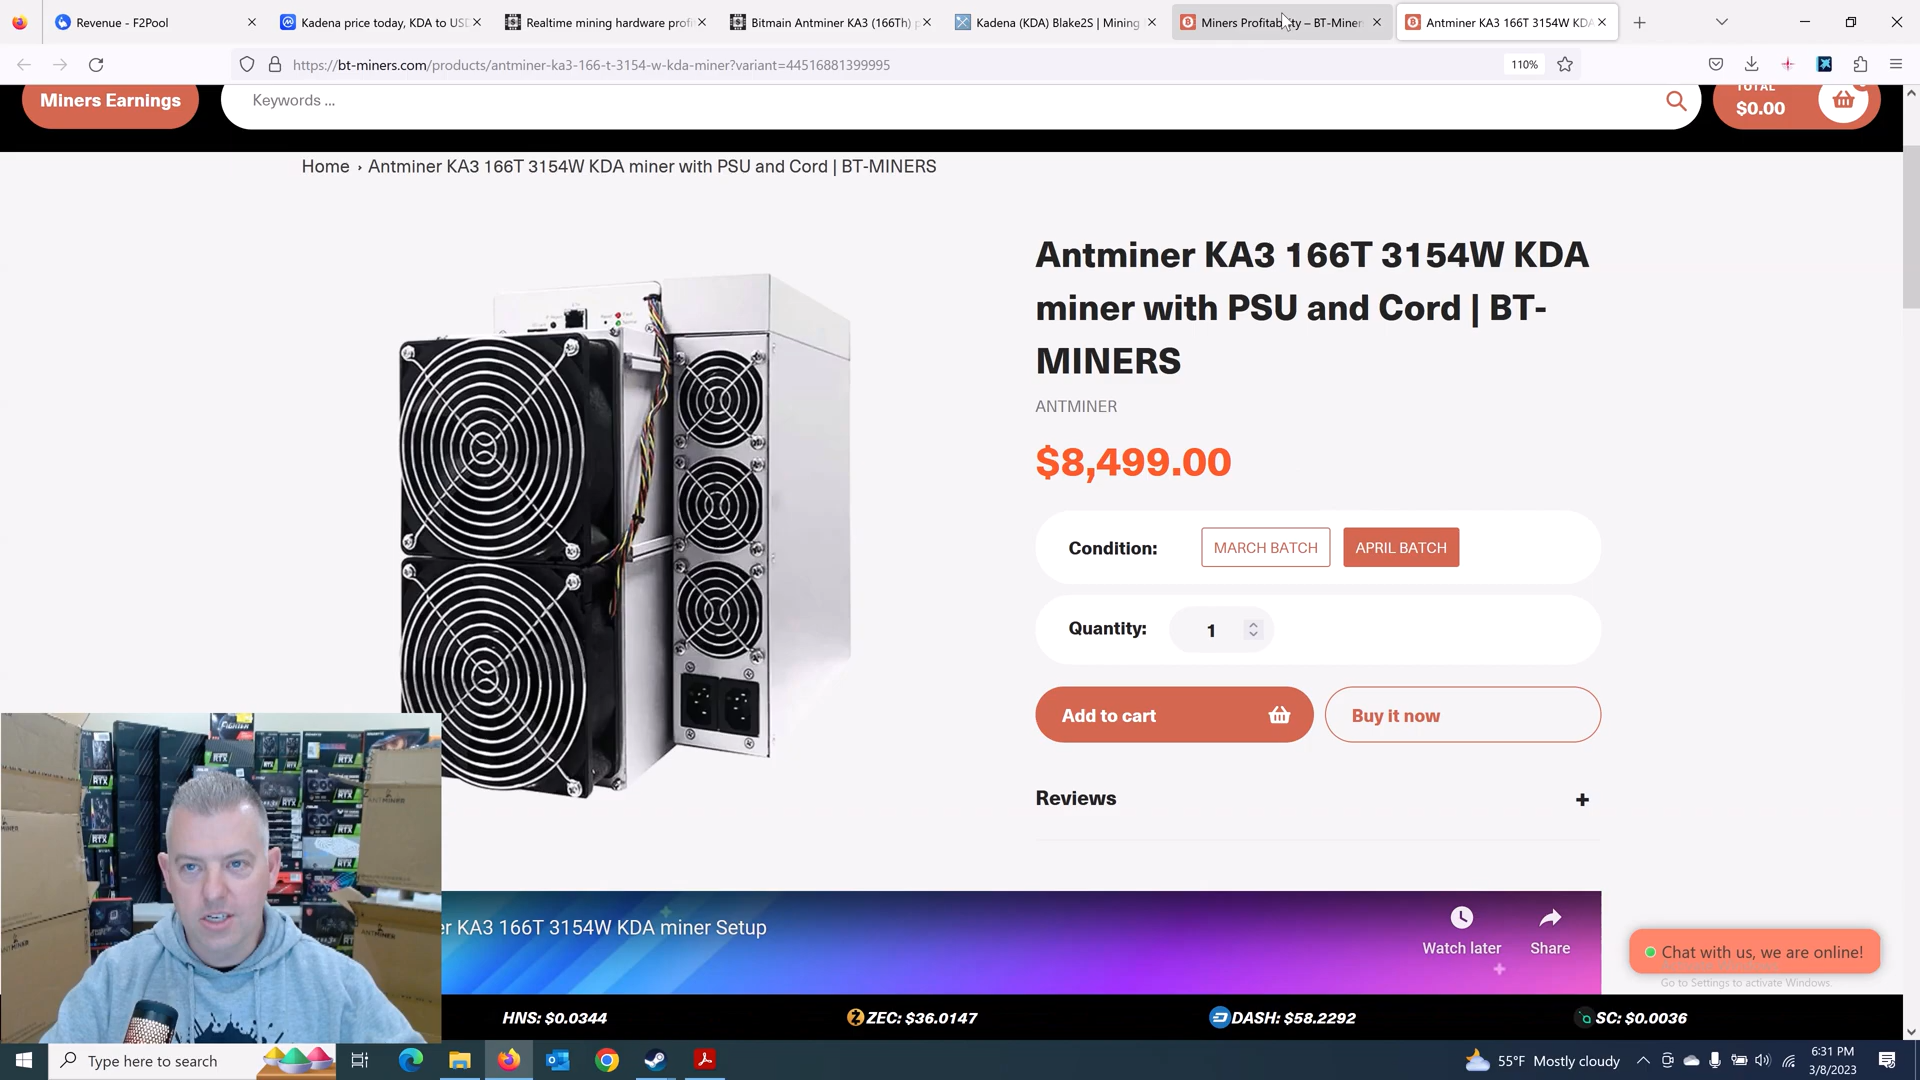 Revenue - F2Pool
Kadena price today, KDA to USD
Realtime mining hardware profi
Bitmain Antminer KA3 (166Th) p
Kadena (KDA) Blake2S | Mining
Miners Profitability – BT-Miner
Antminer KA3 166T 3154W KDA
https://bt-miners.com/products/antminer-ka3-166-t-3154-w-kda-miner?variant=44516881399995
110%
Miners Earnings
Keywords ...
TOTAL
$0.00
Home › Antminer KA3 166T 3154W KDA miner with PSU and Cord | BT-MINERS
Antminer KA3 166T 3154W KDA
miner with PSU and Cord | BT-
MINERS
ANTMINER
$8,499.00
Condition:
MARCH BATCH
APRIL BATCH
Quantity:
1
Add to cart
Buy it now
Reviews
+
er KA3 166T 3154W KDA miner Setup
Watch later
Share
Chat with us, we are online!
Go to Settings to activate Windows.
HNS: $0.0344
ZEC: $36.0147
DASH: $58.2292
SC: $0.0036
Type here to search
55°F Mostly cloudy
6:31 PM
3/8/2023